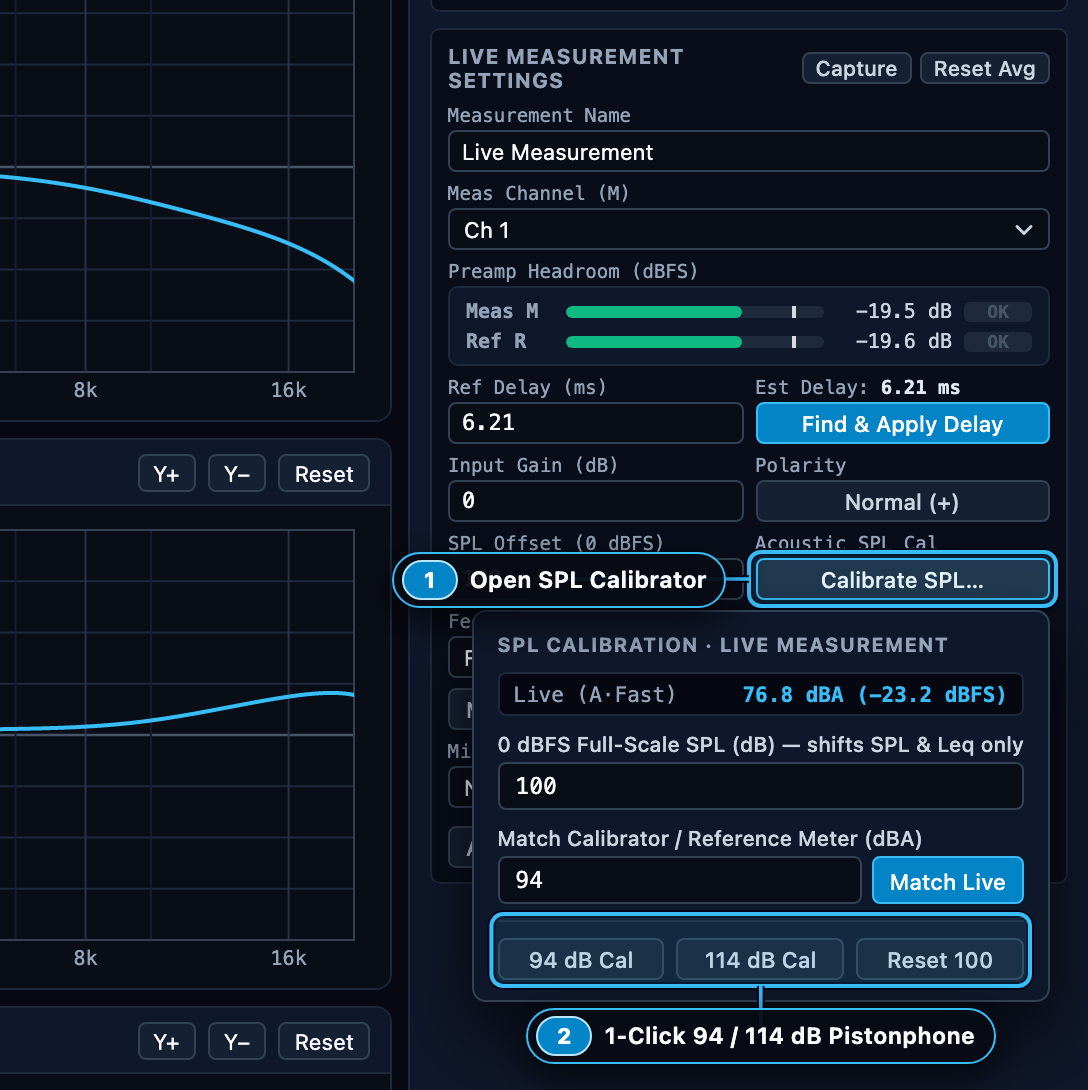 LIVE MEASUREMENT
SETTINGS
Capture
Reset Avg
Measurement Name
Live Measurement
Meas Channel (M)
Ch 1
Preamp Headroom (dBFS)
Meas M −19.5 dB OK
Ref R −19.6 dB OK
8k 16k
Ref Delay (ms)
Est Delay: 6.21 ms
6.21
Find & Apply Delay
Y+ Y− Reset
Input Gain (dB)
Polarity
0
Normal (+)
SPL Offset (0 dBFS)
Acoustic SPL Cal
1 Open SPL Calibrator
Calibrate SPL…
Fe
SPL CALIBRATION · LIVE MEASUREMENT
Live (A·Fast) 76.8 dBA (−23.2 dBFS)
0 dBFS Full-Scale SPL (dB) — shifts SPL & Leq only
Mi
100
Match Calibrator / Reference Meter (dBA)
94
Match Live
94 dB Cal
114 dB Cal
Reset 100
8k 16k
2 1-Click 94 / 114 dB Pistonphone
Y+ Y− Reset